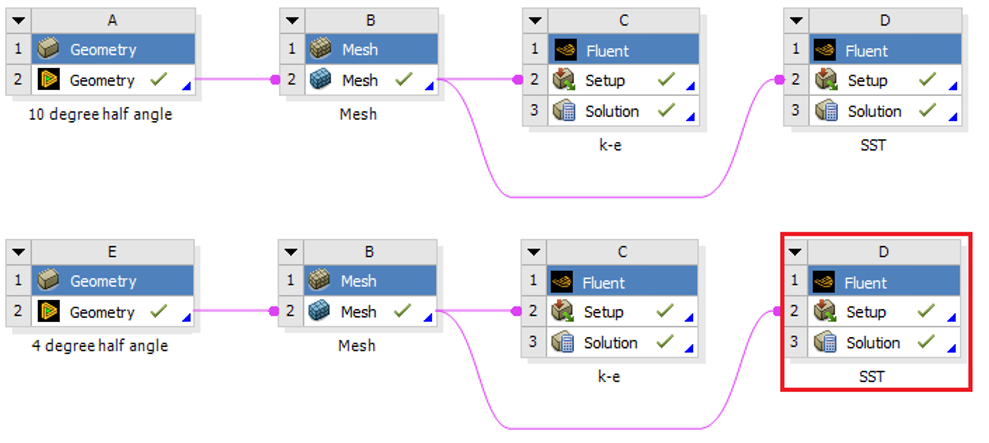 A B C D
1 Geometry 1 Mesh 1 Fluent 1 Fluent
2 Geometry 2 Mesh 2 Setup 2 Setup
3 Solution 3 Solution
10 degree half angle Mesh
k-e SST
E B C D
1 Geometry 1 Mesh 1 Fluent 1 Fluent
2 Geometry 2 Mesh 2 Setup 2 Setup
3 Solution 3 Solution
4 degree half angle Mesh
k-e SST